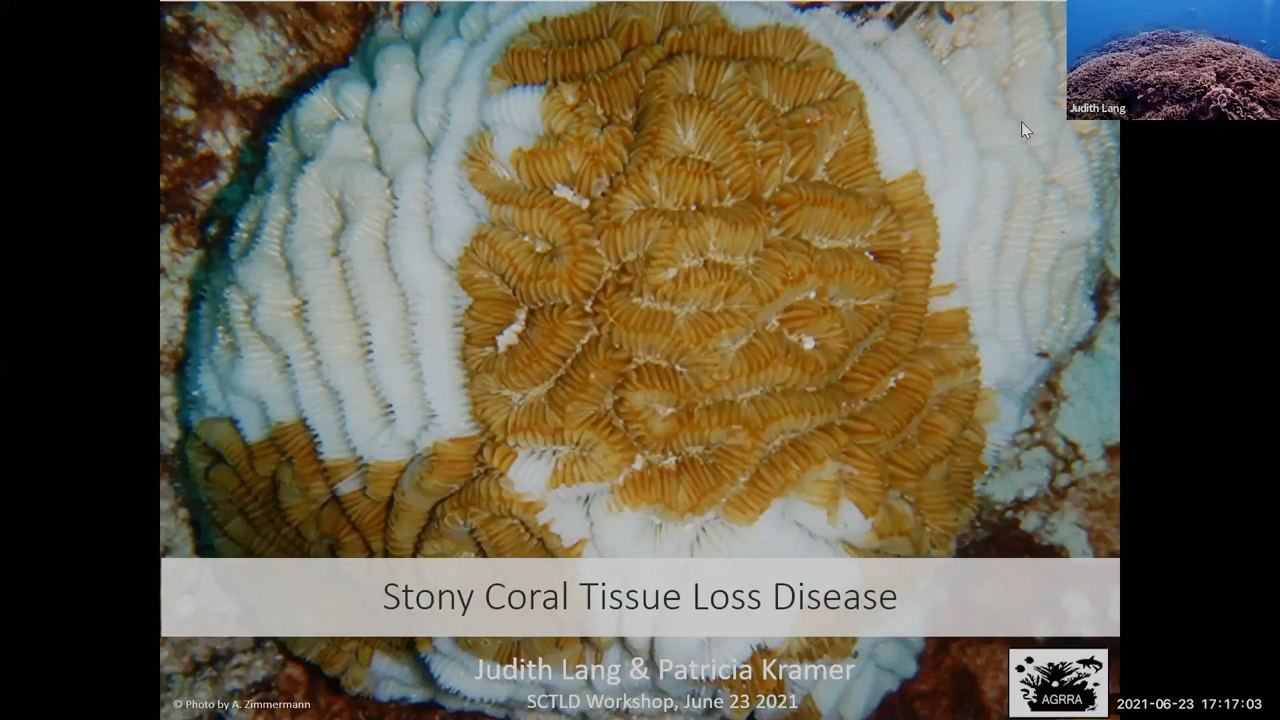 Judith Lang
Stony Coral Tissue Loss Disease
Judith Lang & Patricia Kramer
SCTLD Workshop, June 23 2021
© Photo by A. Zimmermann
AGRRA
2021-06-23 17:17:03